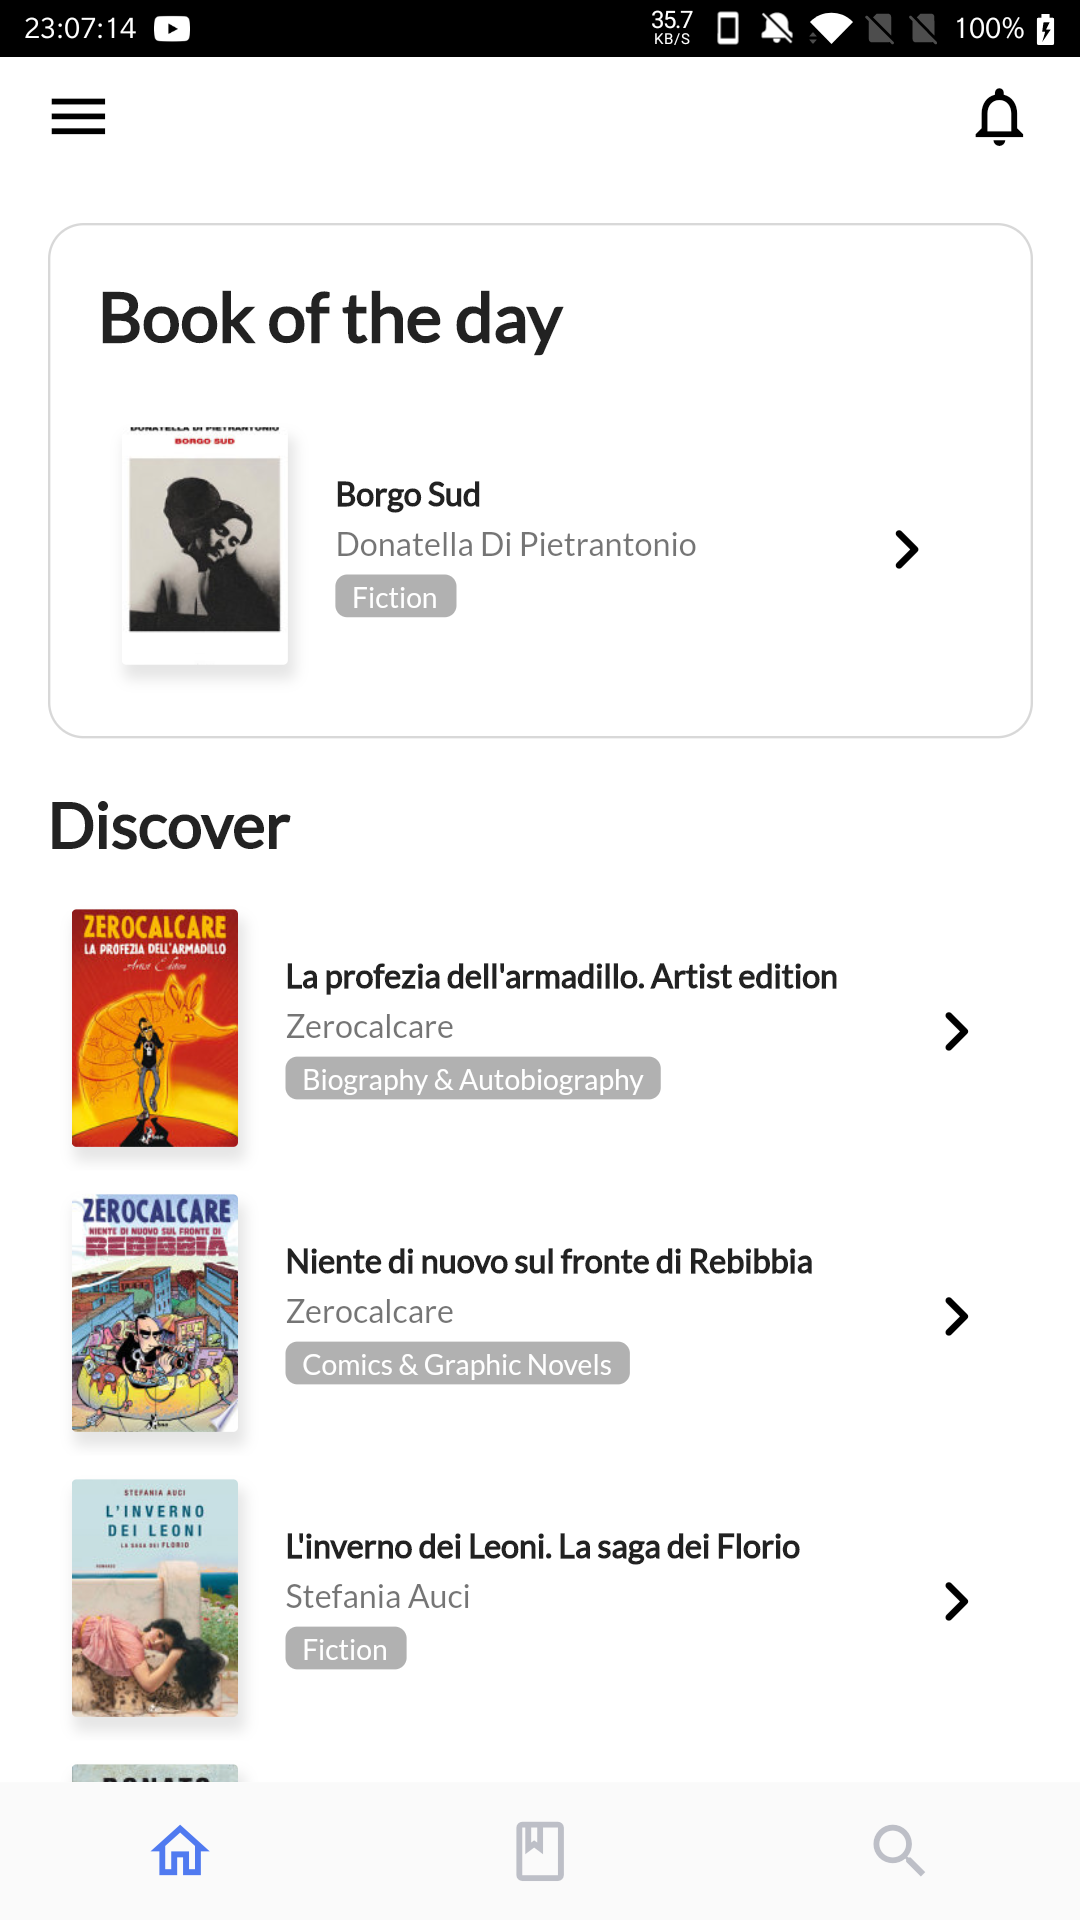 23:07:14
35.7
KB/S
100%
Book of the day
DONATELLA DI PIETRANTONIO
BORGO SUD
Borgo Sud
Donatella Di Pietrantonio
Fiction
Discover
ZEROCALCARE
LA PROFEZIA DELL'ARMADILLO
Artist Edition
La profezia dell'armadillo. Artist edition
Zerocalcare
Biography & Autobiography
ZEROCALCARE
NIENTE DI NUOVO SUL FRONTE DI
REBIBBIA
Niente di nuovo sul fronte di Rebibbia
Zerocalcare
Comics & Graphic Novels
STEFANIA AUCI
L'INVERNO
DEI LEONI
LA SAGA DEI FLORIO
ROMANZO
L'inverno dei Leoni. La saga dei Florio
Stefania Auci
Fiction